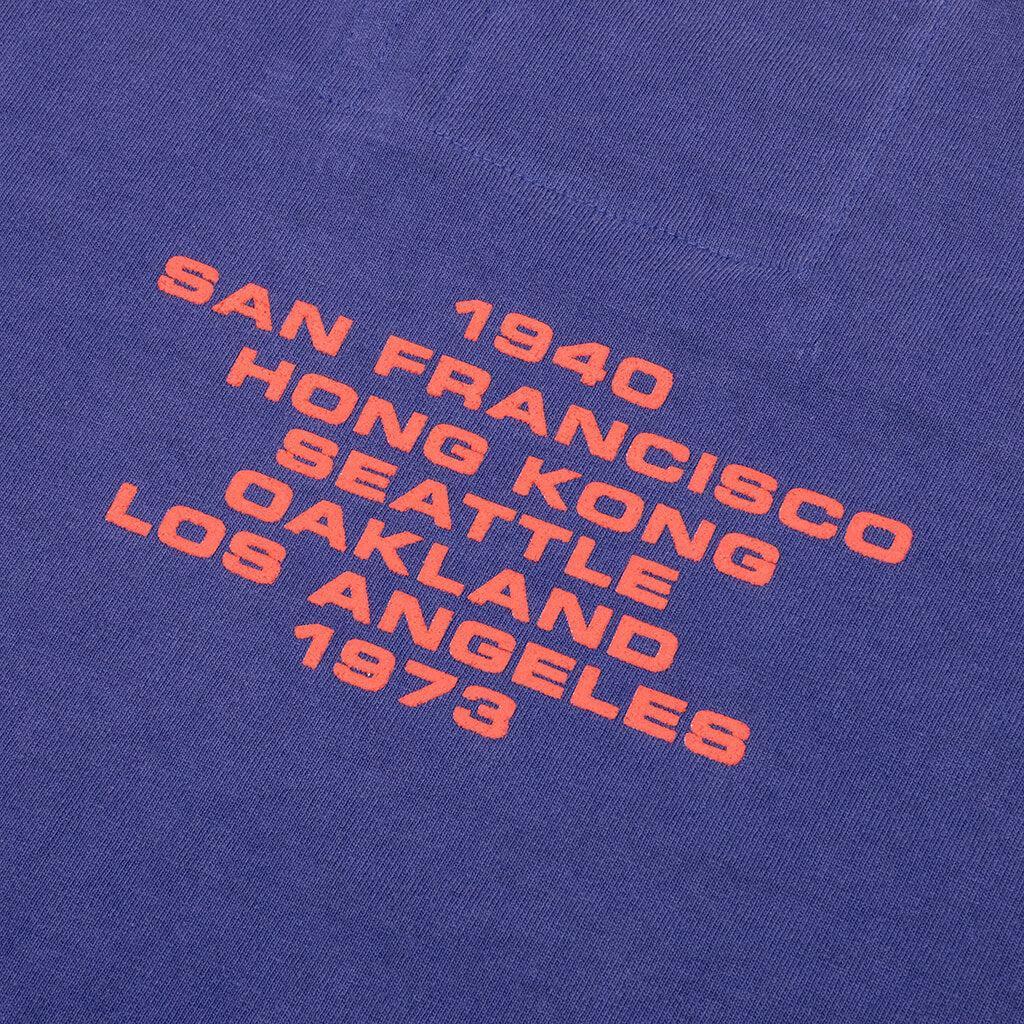 1940
SAN FRANCISCO
HONG KONG
SEATTLE
OAKLAND
LOS ANGELES
1973